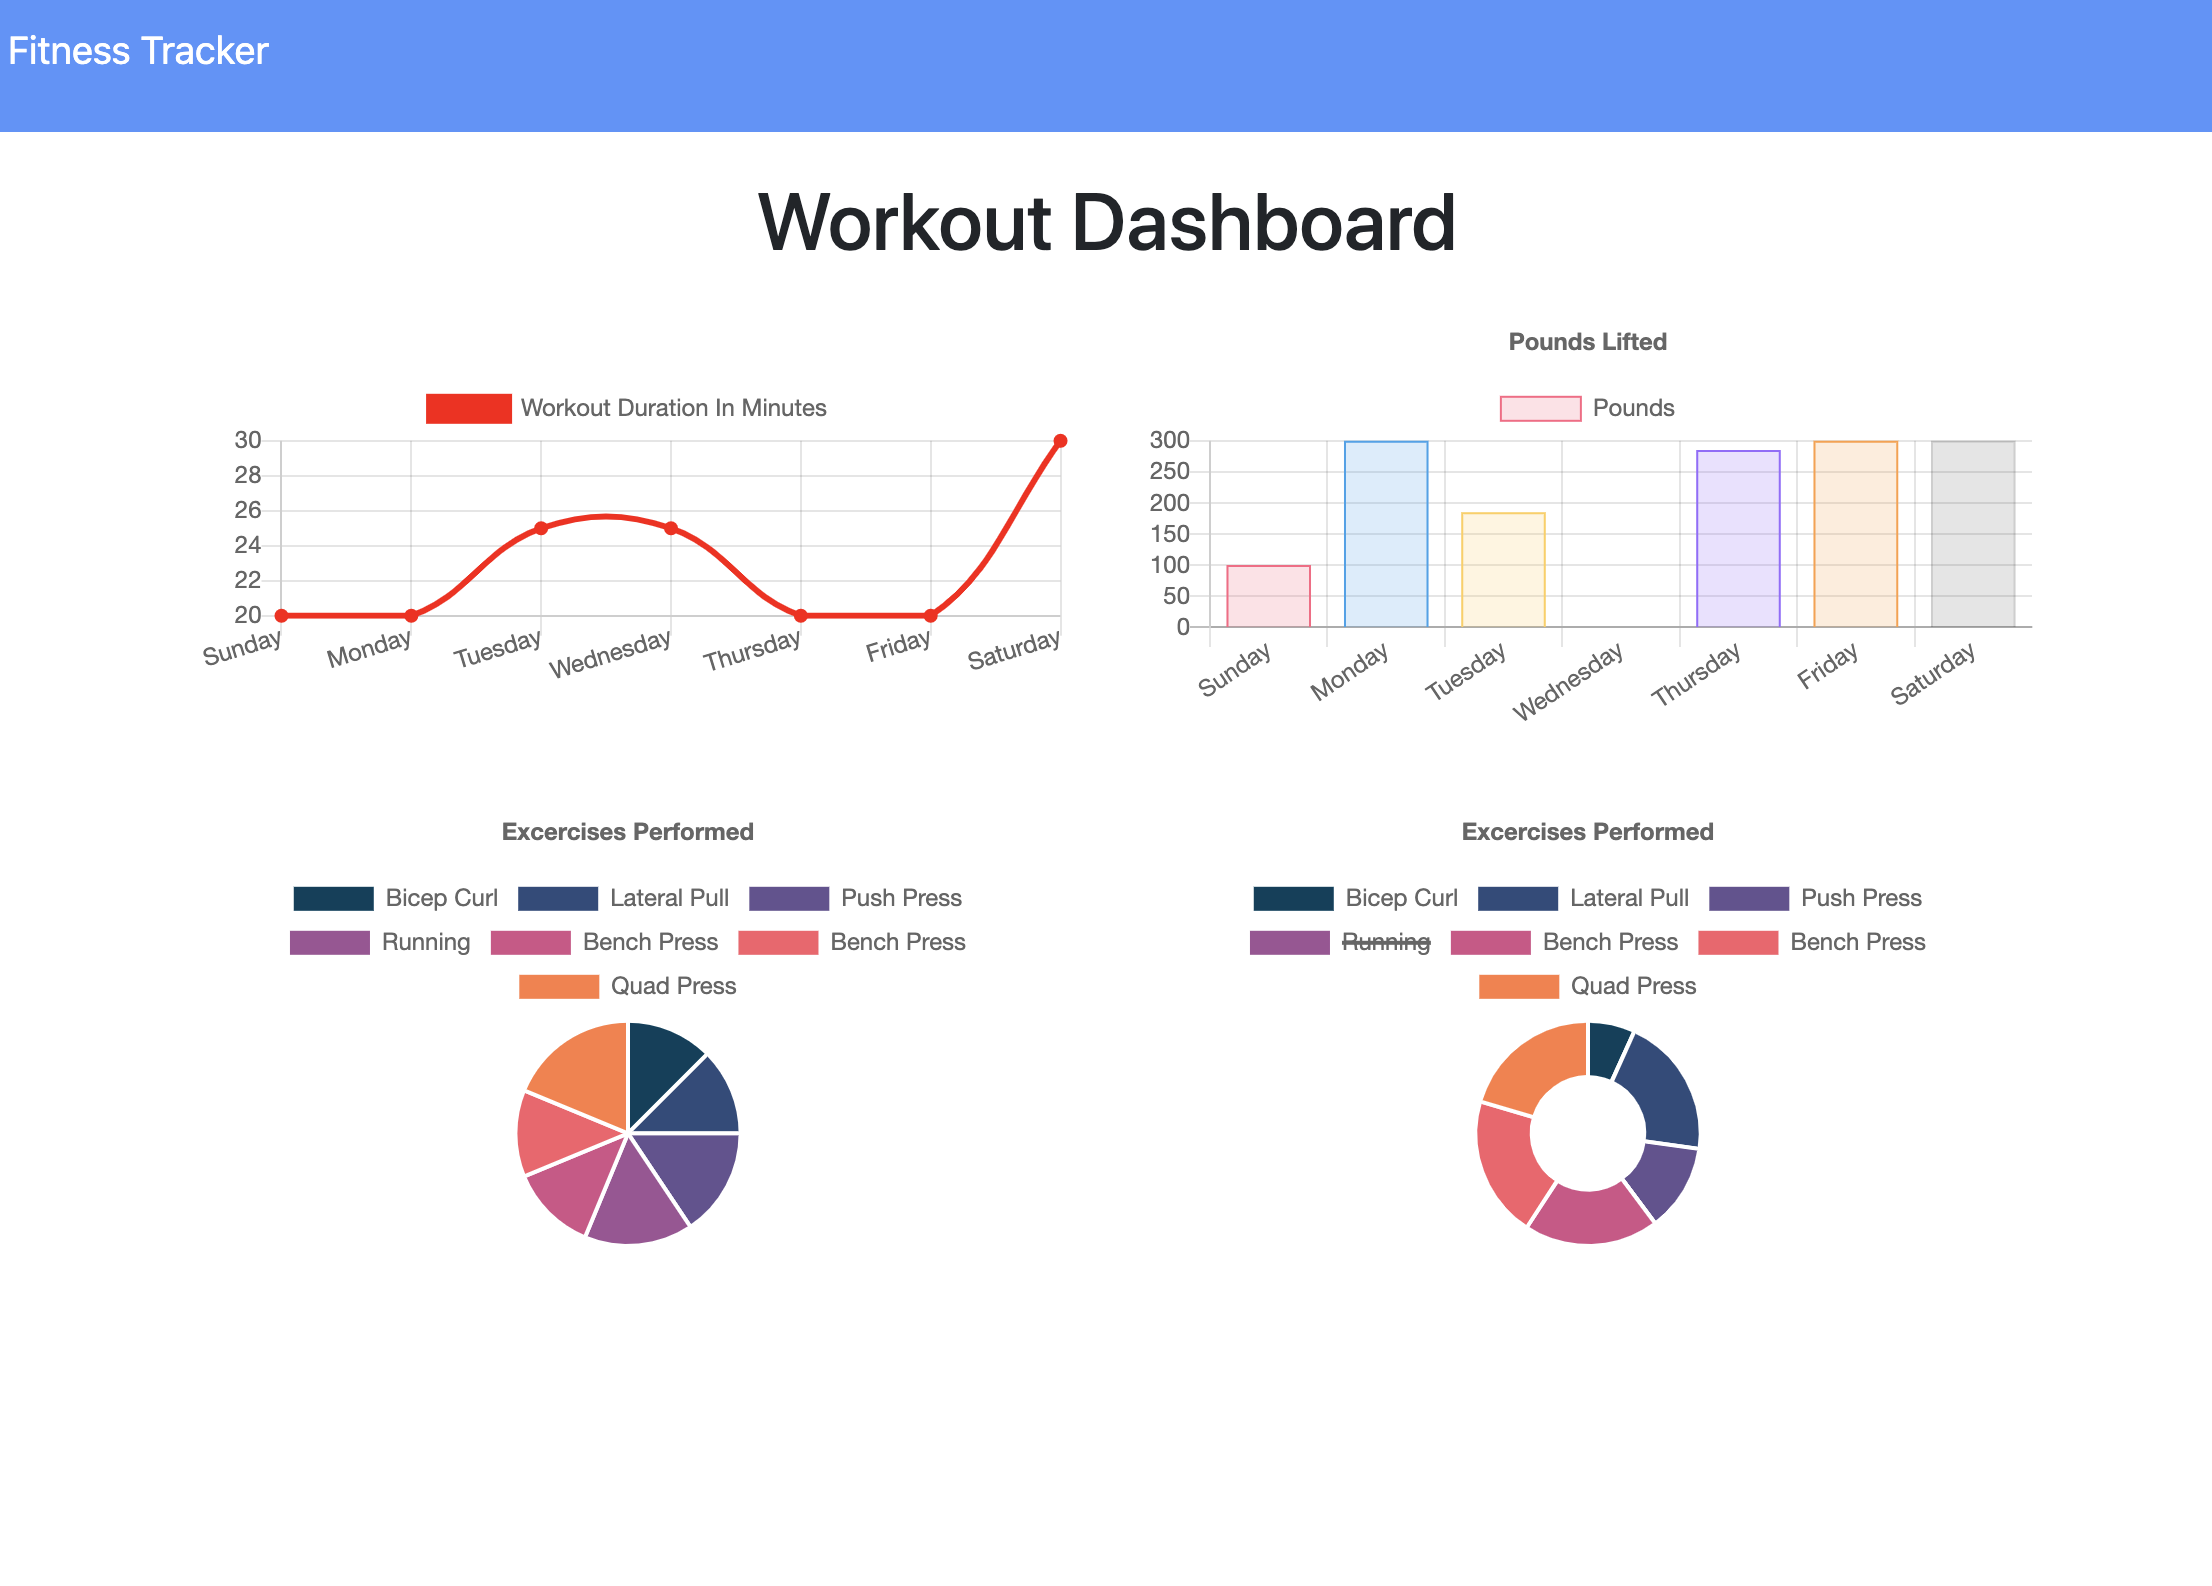 Fitness Tracker
Workout Dashboard
Workout Duration In Minutes
30
28
26
24
22
20
Sunday Monday Tuesday Wednesday Thursday Friday Saturday
Pounds Lifted
Pounds
300
250
200
150
100
50
0
Sunday Monday Tuesday Wednesday Thursday Friday Saturday
Excercises Performed
Bicep Curl Lateral Pull Push Press
Running Bench Press Bench Press
Quad Press
Excercises Performed
Bicep Curl Lateral Pull Push Press
Running Bench Press Bench Press
Quad Press